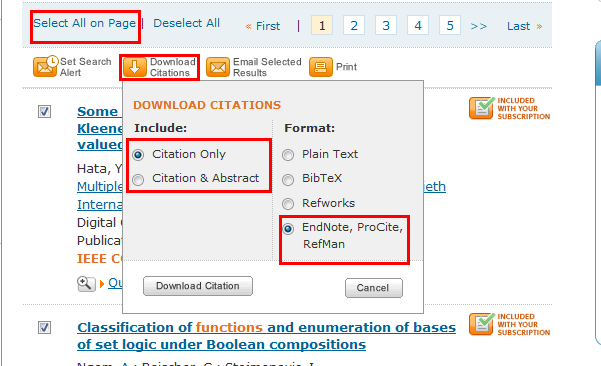 Select All on Page | Deselect All « First | 1 2 3 4 5 >> Last »
Set Search Alert
Download Citations
Email Selected Results
Print
INCLUDED WITH YOUR SUBSCRIPTION
Some
Kleene
valued
Hata, Y
Multiple
eth
Interna
Digital
Publica
IEEE CO
Qu
DOWNLOAD CITATIONS
Include:
Citation Only
Citation & Abstract
Format:
Plain Text
BibTeX
Refworks
EndNote, ProCite,
RefMan
Download Citation
Cancel
Classification of functions and enumeration of bases
of set logic under Boolean compositions
INCLUDED WITH YOUR SUBSCRIPTION